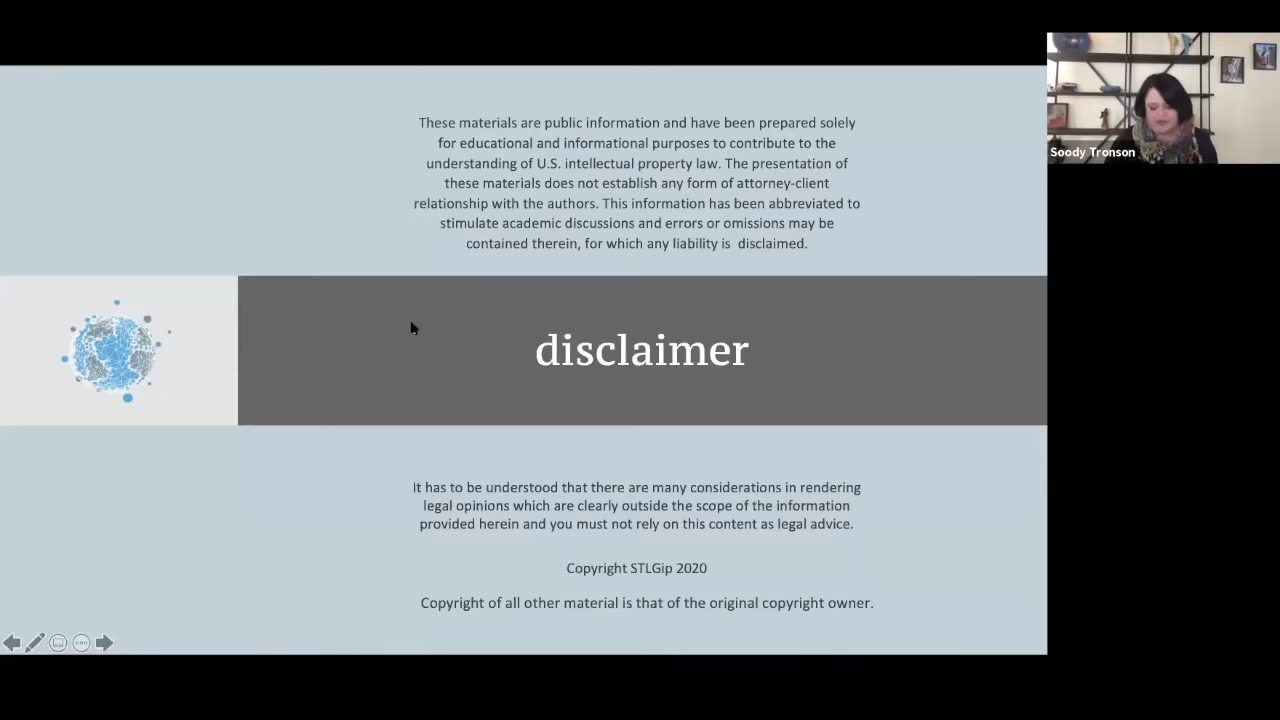 These materials are public information and have been prepared solely
for educational and informational purposes to contribute to the
understanding of U.S. intellectual property law. The presentation of
these materials does not establish any form of attorney-client
relationship with the authors. This information has been abbreviated to
stimulate academic discussions and errors or omissions may be
contained therein, for which any liability is disclaimed.
Soody Tronson
disclaimer
It has to be understood that there are many considerations in rendering
legal opinions which are clearly outside the scope of the information
provided herein and you must not rely on this content as legal advice.
Copyright STLGip 2020
Copyright of all other material is that of the original copyright owner.